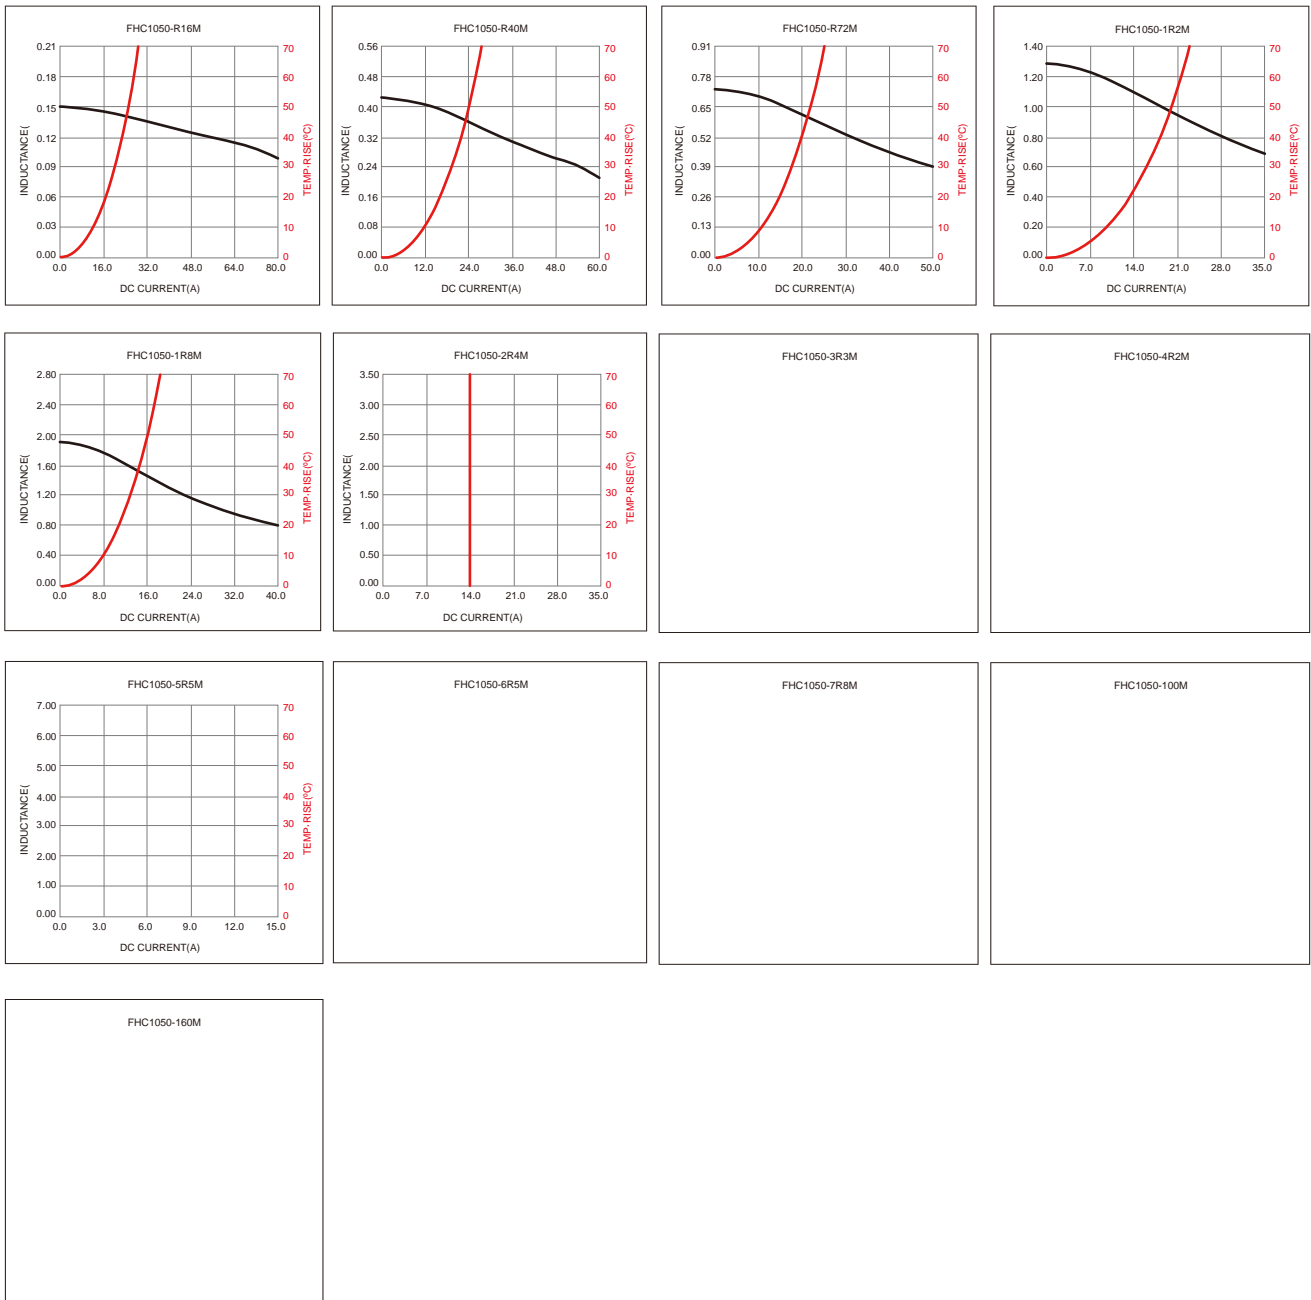 FHC1050-R16M
0.21
0.18
0.15
0.12
0.09
0.06
0.03
0.00
INDUCTANCE(
70
60
50
40
30
20
10
0
TEMP-RISE(ºC)
0.0 16.0 32.0 48.0 64.0 80.0
DC CURRENT(A)
FHC1050-R40M
0.56
0.48
0.40
0.32
0.24
0.16
0.08
0.00
INDUCTANCE(
70
60
50
40
30
20
10
0
TEMP-RISE(ºC)
0.0 12.0 24.0 36.0 48.0 60.0
DC CURRENT(A)
FHC1050-R72M
0.91
0.78
0.65
0.52
0.39
0.26
0.13
0.00
INDUCTANCE(
70
60
50
40
30
20
10
0
TEMP-RISE(ºC)
0.0 10.0 20.0 30.0 40.0 50.0
DC CURRENT(A)
FHC1050-1R2M
1.40
1.20
1.00
0.80
0.60
0.40
0.20
0.00
INDUCTANCE(
70
60
50
40
30
20
10
0
TEMP-RISE(ºC)
0.0 7.0 14.0 21.0 28.0 35.0
DC CURRENT(A)
FHC1050-1R8M
2.80
2.40
2.00
1.60
1.20
0.80
0.40
0.00
INDUCTANCE(
70
60
50
40
30
20
10
0
TEMP-RISE(ºC)
0.0 8.0 16.0 24.0 32.0 40.0
DC CURRENT(A)
FHC1050-2R4M
3.50
3.00
2.50
2.00
1.50
1.00
0.50
0.00
INDUCTANCE(
70
60
50
40
30
20
10
0
TEMP-RISE(ºC)
0.0 7.0 14.0 21.0 28.0 35.0
DC CURRENT(A)
FHC1050-3R3M
FHC1050-4R2M
FHC1050-5R5M
7.00
6.00
5.00
4.00
3.00
2.00
1.00
0.00
INDUCTANCE(
70
60
50
40
30
20
10
0
TEMP-RISE(ºC)
0.0 3.0 6.0 9.0 12.0 15.0
DC CURRENT(A)
FHC1050-6R5M
FHC1050-7R8M
FHC1050-100M
FHC1050-160M